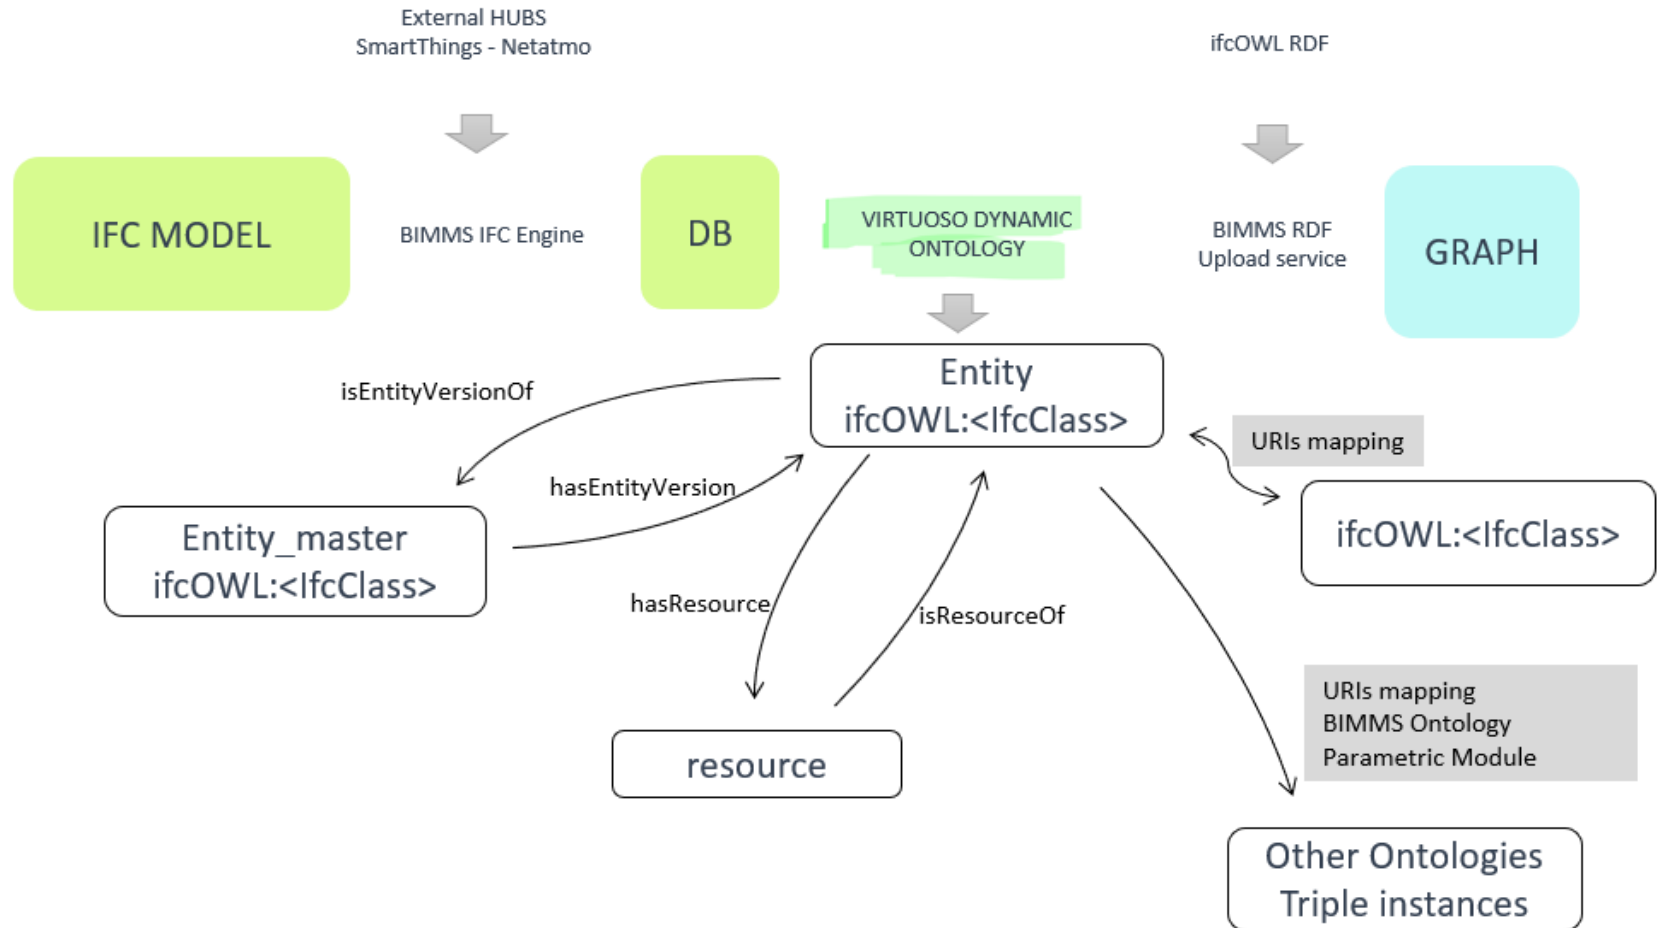 External HUBS
SmartThings - Netatmo
ifcOWL RDF
IFC MODEL
BIMMS IFC Engine
DB
VIRTUOSO DYNAMIC
ONTOLOGY
BIMMS RDF
Upload service
GRAPH
Entity
ifcOWL:<IfcClass>
isEntityVersionOf
hasEntityVersion
URIs mapping
Entity_master
ifcOWL:<IfcClass>
ifcOWL:<IfcClass>
hasResource
isResourceOf
resource
URIs mapping
BIMMS Ontology
Parametric Module
Other Ontologies
Triple instances